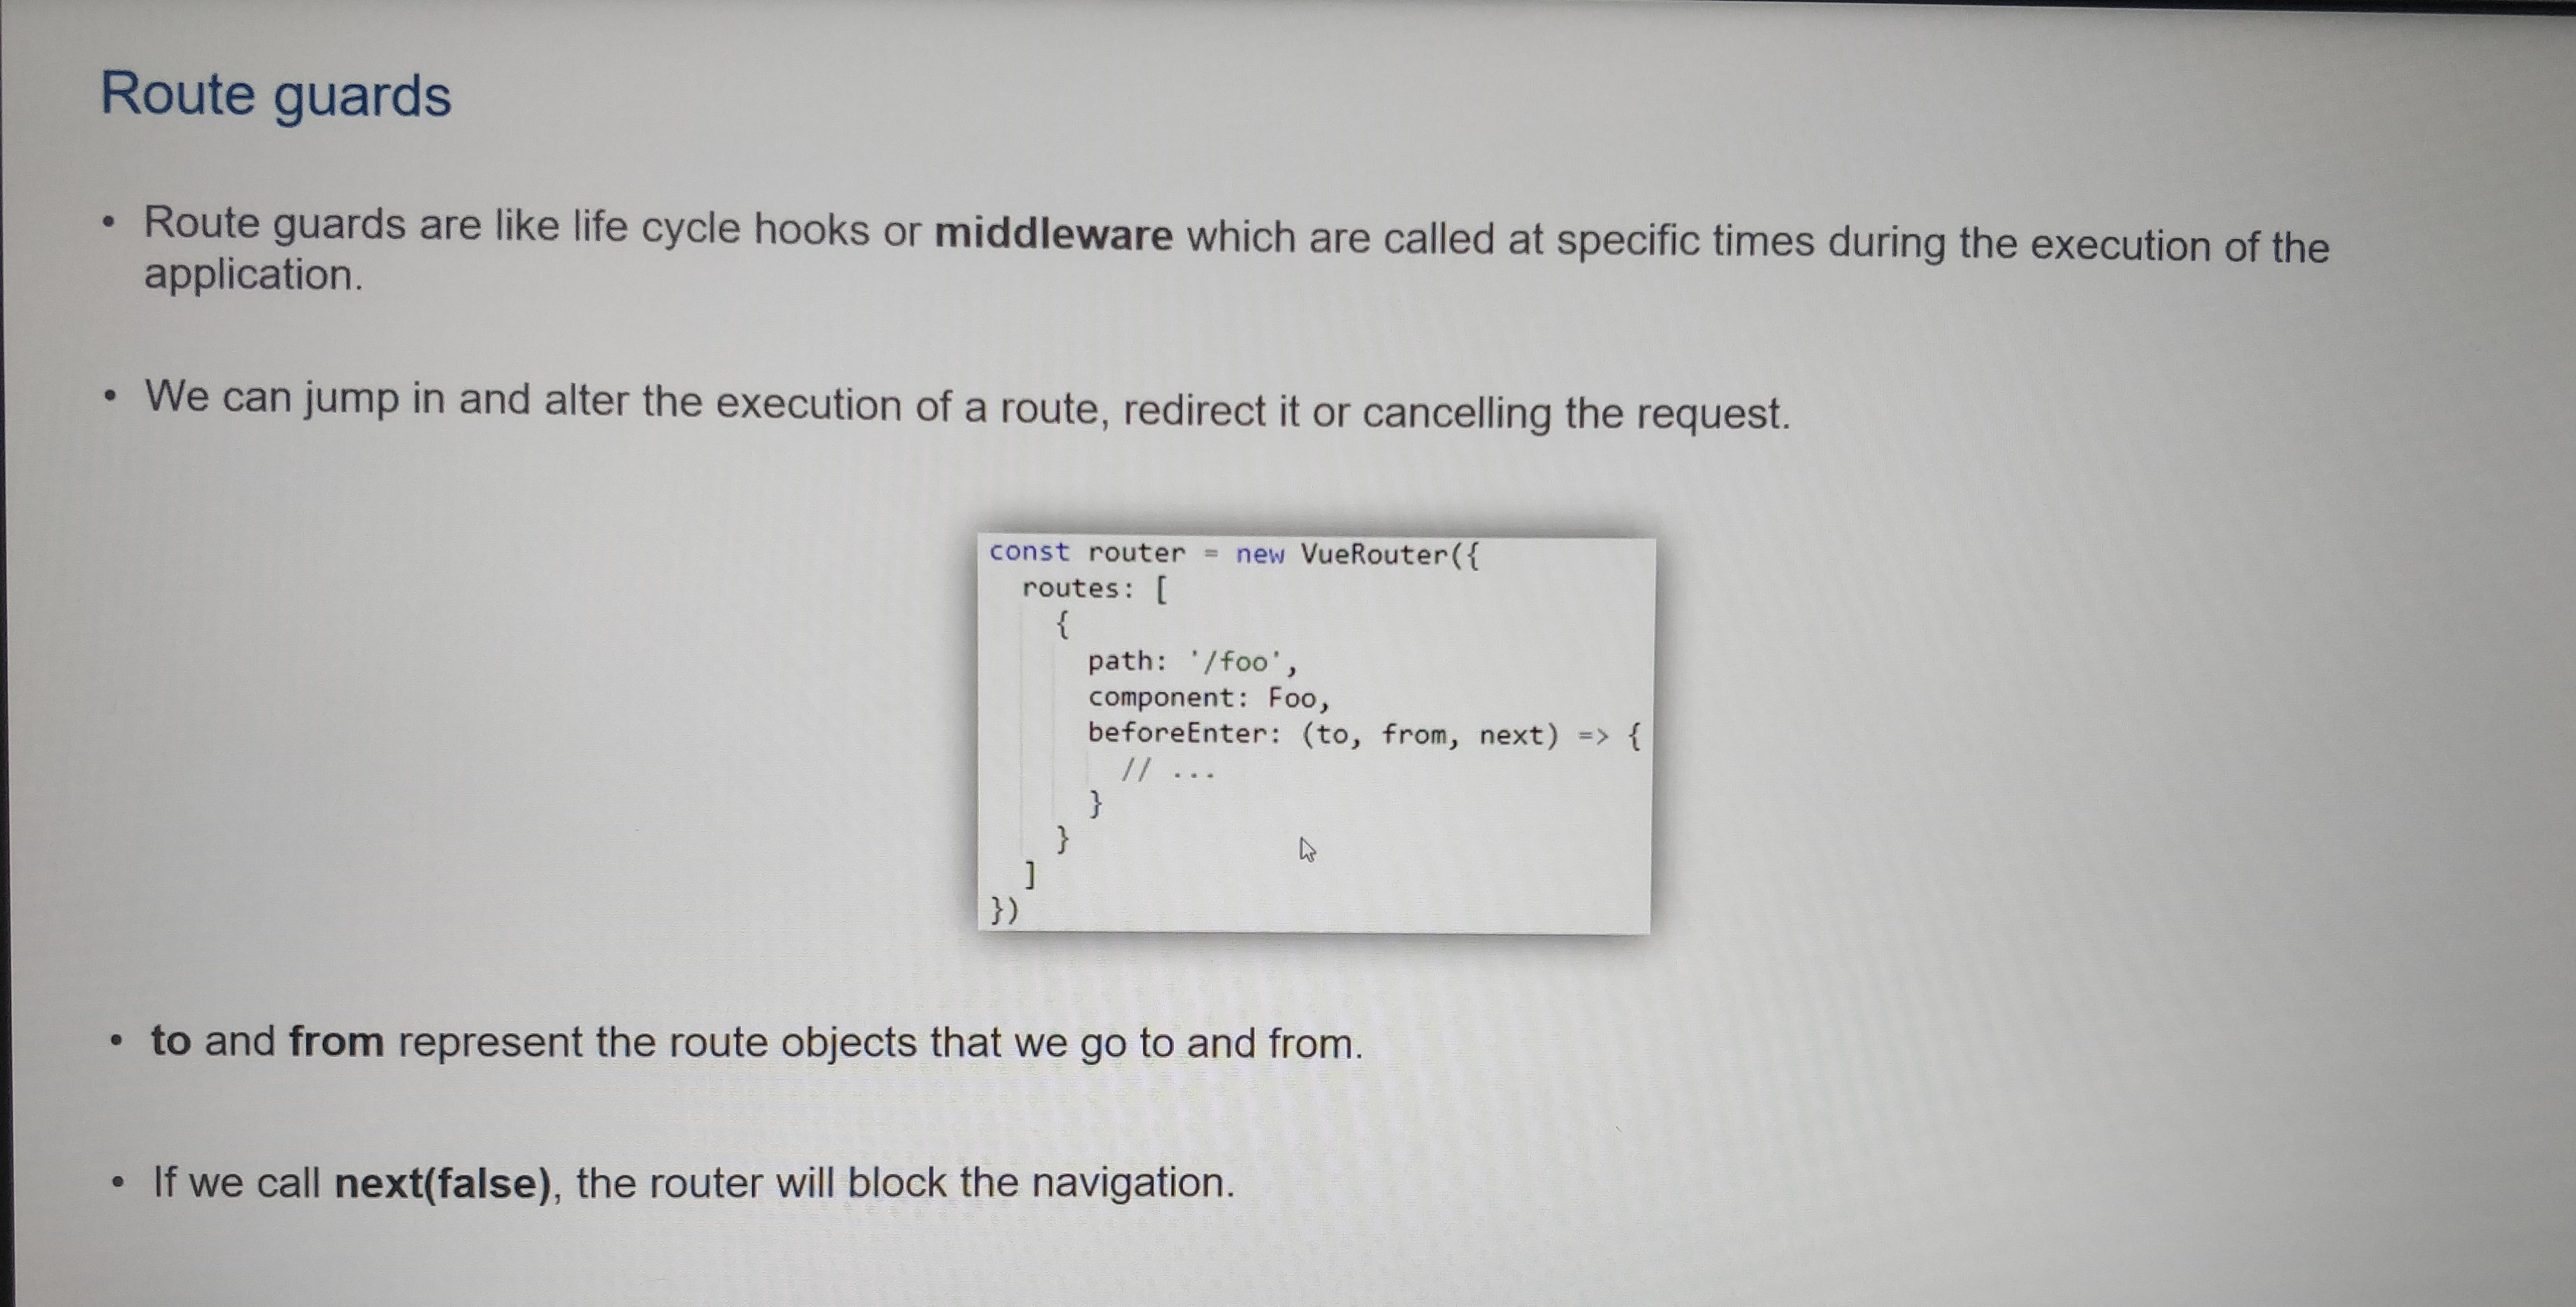 Route guards
• Route guards are like life cycle hooks or middleware which are called at specific times during the execution of the
application.
• We can jump in and alter the execution of a route, redirect it or cancelling the request.
const router = new VueRouter({
  routes: [
    {
      path: '/foo',
      component: Foo,
      beforeEnter: (to, from, next) => {
        // ...
      }
    }
  ]
})
• to and from represent the route objects that we go to and from.
• If we call next(false), the router will block the navigation.